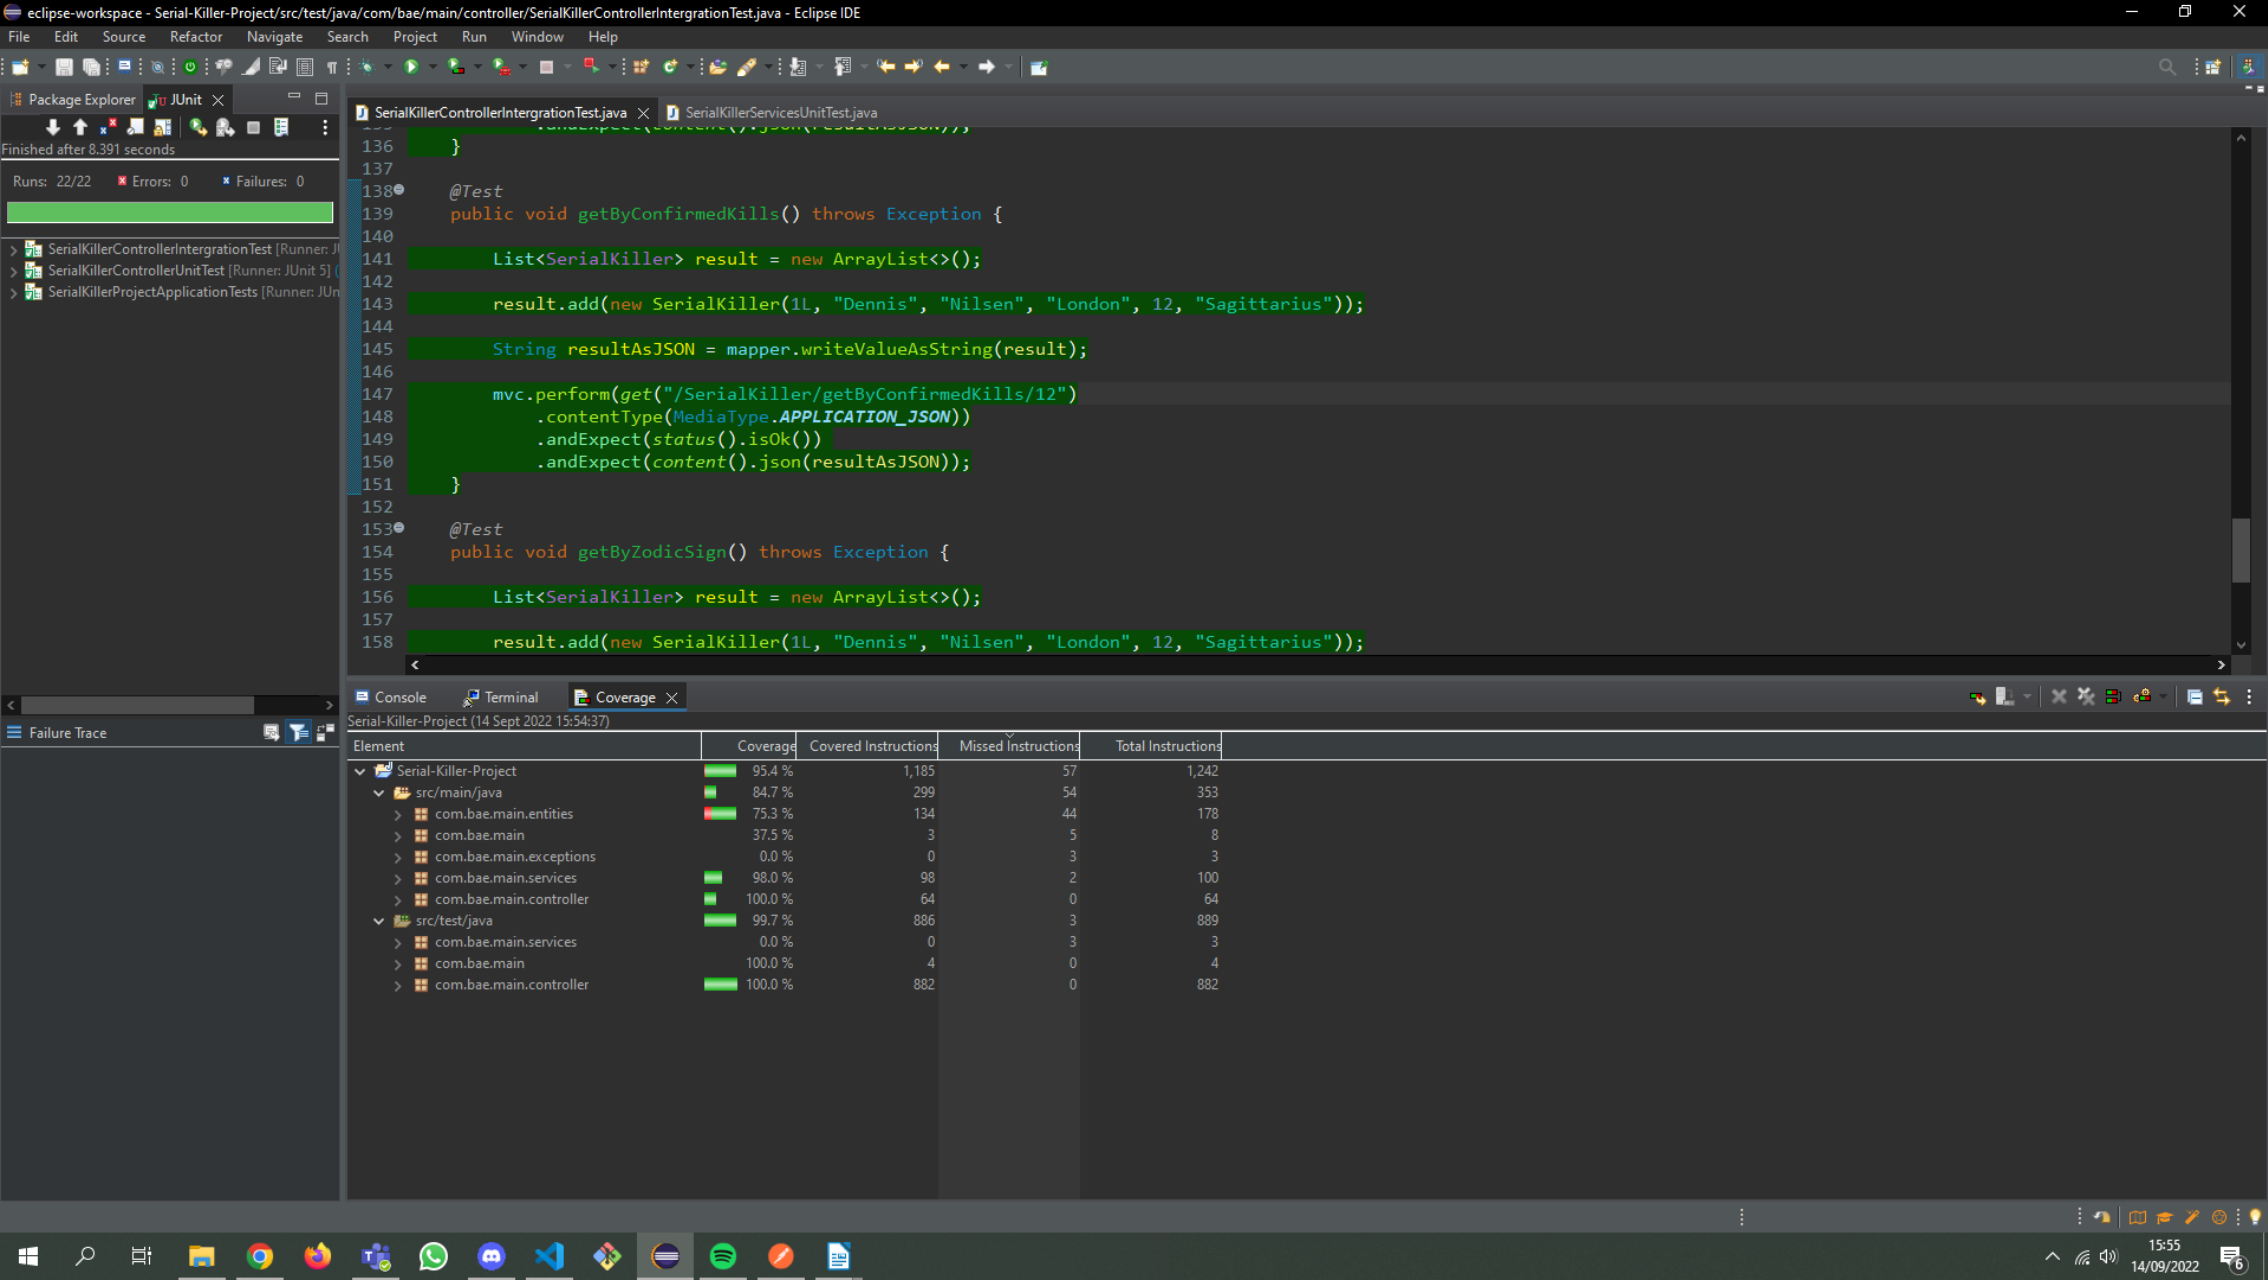 eclipse-workspace - Serial-Killer-Project/src/test/java/com/bae/main/controller/SerialKillerControllerIntergrationTest.java - Eclipse IDE
File Edit Source Refactor Navigate Search Project Run Window Help
Package Explorer JUnit
Finished after 8.391 seconds
Runs: 22/22 Errors: 0 Failures: 0
SerialKillerControllerIntergrationTest [Runner: J
SerialKillerControllerUnitTest [Runner: JUnit 5] (
SerialKillerProjectApplicationTests [Runner: JUn
Failure Trace
SerialKillerControllerIntergrationTest.java SerialKillerServicesUnitTest.java
135 .andExpect(content().json(resultAsJSON));
136 }
137
138 @Test
139 public void getByConfirmedKills() throws Exception {
140
141 List<SerialKiller> result = new ArrayList<>();
142
143 result.add(new SerialKiller(1L, "Dennis", "Nilsen", "London", 12, "Sagittarius"));
144
145 String resultAsJSON = mapper.writeValueAsString(result);
146
147 mvc.perform(get("/SerialKiller/getByConfirmedKills/12")
148 .contentType(MediaType.APPLICATION_JSON))
149 .andExpect(status().isOk())
150 .andExpect(content().json(resultAsJSON));
151 }
152
153 @Test
154 public void getByZodicSign() throws Exception {
155
156 List<SerialKiller> result = new ArrayList<>();
157
158 result.add(new SerialKiller(1L, "Dennis", "Nilsen", "London", 12, "Sagittarius"));
Console Terminal Coverage
Serial-Killer-Project (14 Sept 2022 15:54:37)
Element Coverage Covered Instructions Missed Instructions Total Instructions
Serial-Killer-Project 95.4 % 1,185 57 1,242
src/main/java 84.7 % 299 54 353
com.bae.main.entities 75.3 % 134 44 178
com.bae.main 37.5 % 3 5 8
com.bae.main.exceptions 0.0 % 0 3 3
com.bae.main.services 98.0 % 98 2 100
com.bae.main.controller 100.0 % 64 0 64
src/test/java 99.7 % 886 3 889
com.bae.main.services 0.0 % 0 3 3
com.bae.main 100.0 % 4 0 4
com.bae.main.controller 100.0 % 882 0 882
15:55
14/09/2022
6